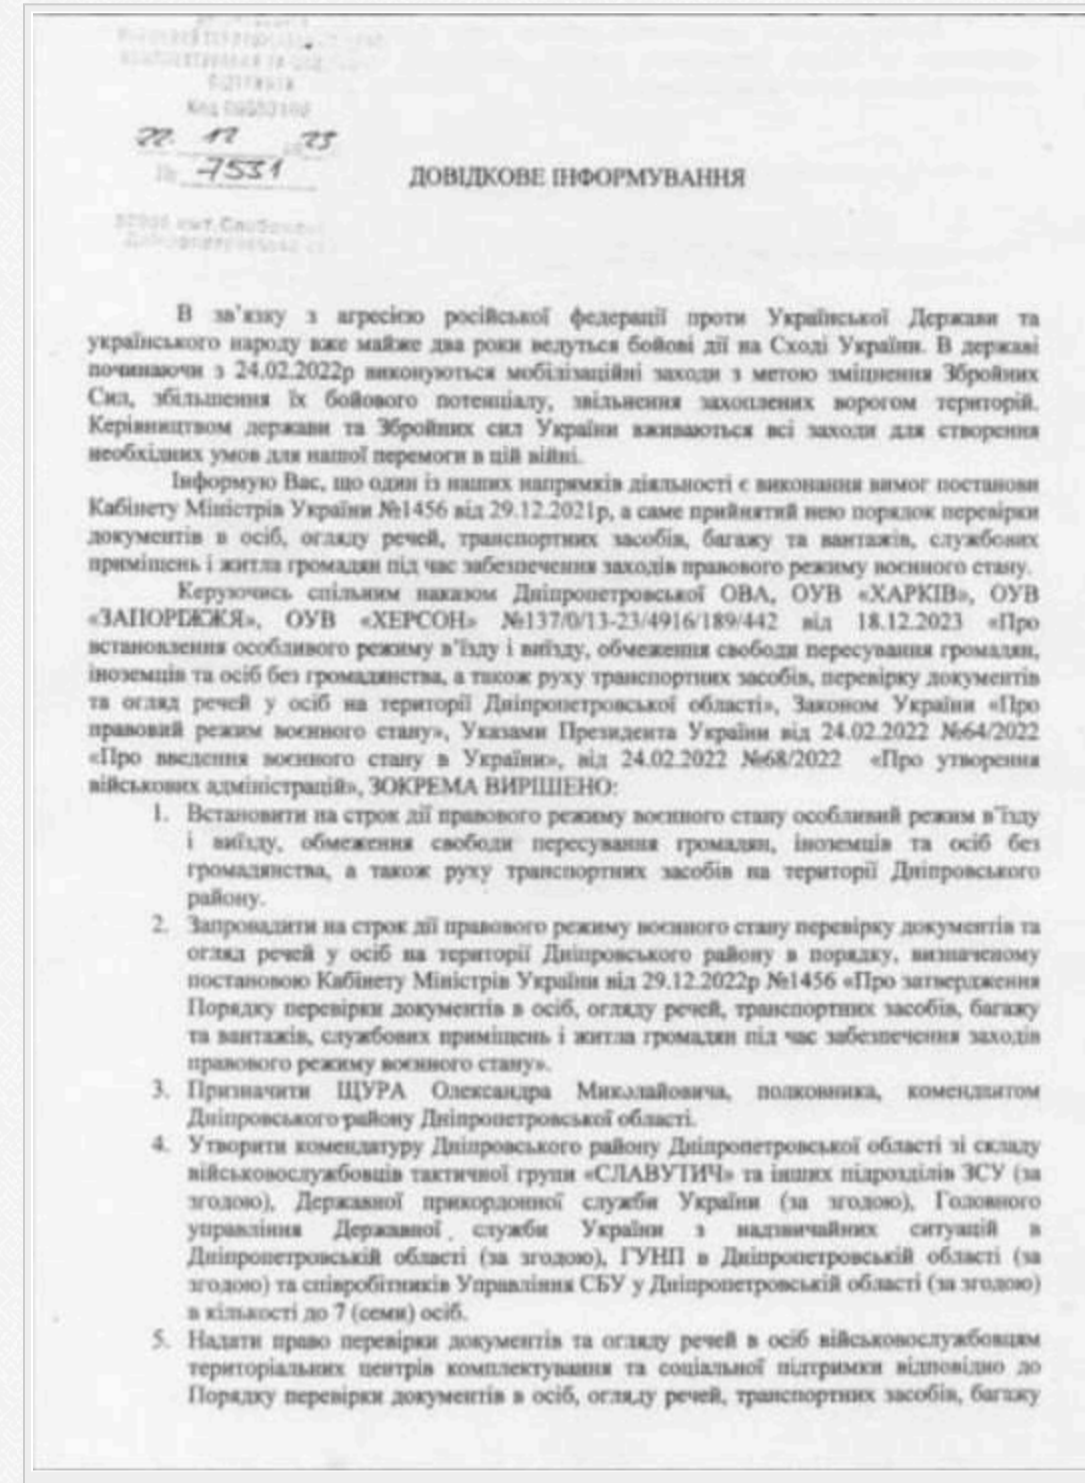 22. 12 23
№ 7531
ДОВІДКОВЕ ІНФОРМУВАННЯ
В зв'язку з агресією російської федерації проти Української Держави та
українського народу вже майже два роки ведуться бойові дії на Сході України. В державі
починаючи з 24.02.2022р виконуються мобілізаційні заходи з метою зміцнення Збройних
Сил, збільшення їх бойового потенціалу, звільнення захоплених ворогом територій.
Керівництвом держави та Збройних сил України вживаються всі заходи для створення
необхідних умов для нашої перемоги в цій війні.
Інформую Вас, що один із наших напрямків діяльності є виконання вимог постанови
Кабінету Міністрів України №1456 від 29.12.2021р, а саме прийнятий нею порядок перевірки
документів в осіб, огляду речей, транспортних засобів, багажу та вантажів, службових
приміщень і житла громадян під час забезпечення заходів правового режиму воєнного стану.
Керуючись спільним наказом Дніпропетровської ОВА, ОУВ «ХАРКІВ», ОУВ
«ЗАПОРІЖЖЯ», ОУВ «ХЕРСОН» №137/0/13-23/4916/189/442 від 18.12.2023 «Про
встановлення особливого режиму в'їзду і виїзду, обмеження свободи пересування громадян,
іноземців та осіб без громадянства, а також руху транспортних засобів, перевірку документів
та огляд речей у осіб на території Дніпропетровської області», Законом України «Про
правовий режим воєнного стану», Указами Президента України від 24.02.2022 №64/2022
«Про введення воєнного стану в України», від 24.02.2022 №68/2022 «Про утворення
військових адміністрацій», ЗОКРЕМА ВИРІШЕНО:
1. Встановити на строк дії правового режиму воєнного стану особливий режим в'їзду
і виїзду, обмеження свободи пересування громадян, іноземців та осіб без
громадянства, а також руху транспортних засобів на території Дніпровського
району.
2. Запровадити на строк дії правового режиму воєнного стану перевірку документів та
огляд речей у осіб на території Дніпровського району в порядку, визначеному
постановою Кабінету Міністрів України від 29.12.2022р №1456 «Про затвердження
Порядку перевірки документів в осіб, огляду речей, транспортних засобів, багажу
та вантажів, службових приміщень і житла громадян під час забезпечення заходів
правового режиму воєнного стану».
3. Призначити ЩУРА Олександра Миколайовича, полковника, комендантом
Дніпровського району Дніпропетровської області.
4. Утворити комендатуру Дніпровського району Дніпропетровської області зі складу
військовослужбовців тактичної групи «СЛАВУТИЧ» та інших підрозділів ЗСУ (за
згодою), Державної прикордонної служби України (за згодою), Головного
управління Державної служби України з надзвичайних ситуацій в
Дніпропетровській області (за згодою), ГУНП в Дніпропетровській області (за
згодою) та співробітників Управління СБУ у Дніпропетровській області (за згодою)
в кількості до 7 (семи) осіб.
5. Надати право перевірки документів та огляду речей в осіб військовослужбовцям
територіальних центрів комплектування та соціальної підтримки відповідно до
Порядку перевірки документів в осіб, огляду речей, транспортних засобів, багажу